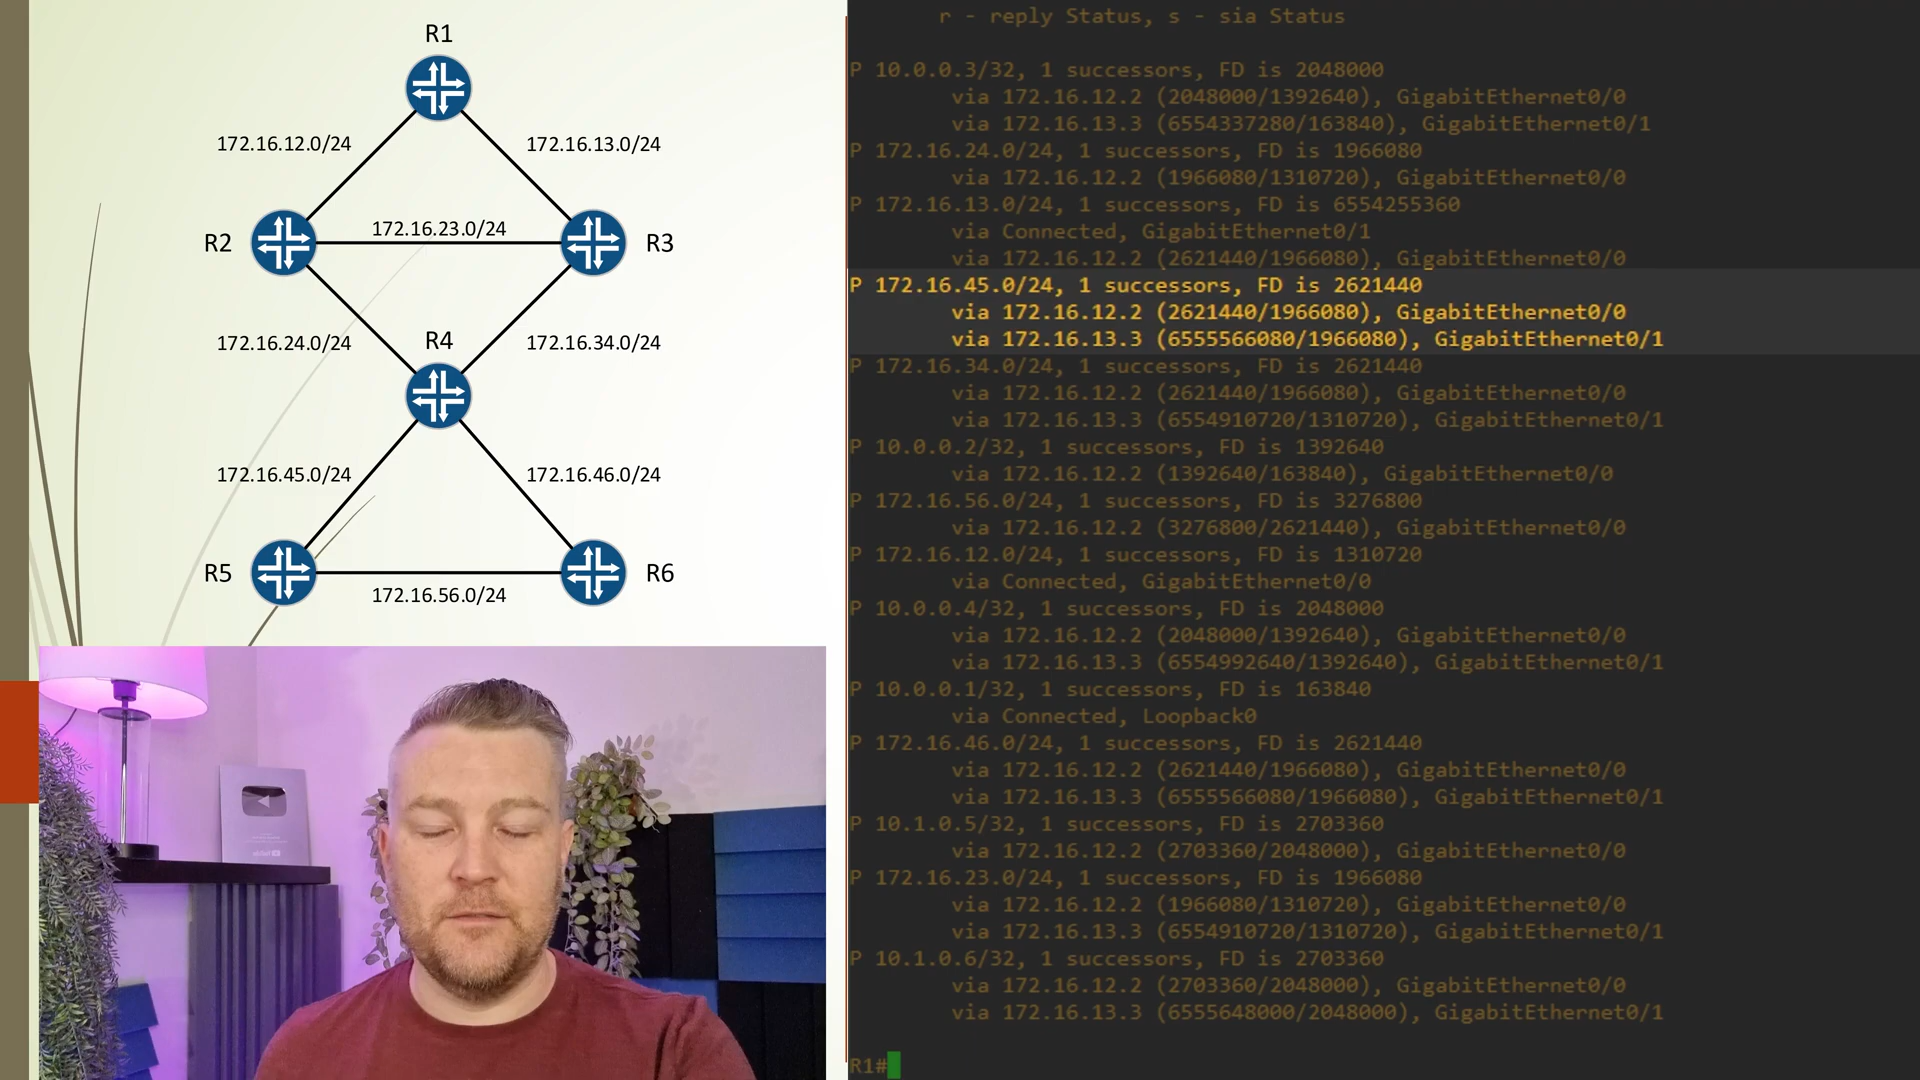 R1
172.16.12.0/24
172.16.13.0/24
R2
172.16.23.0/24
R3
172.16.24.0/24
R4
172.16.34.0/24
172.16.45.0/24
172.16.46.0/24
R5
172.16.56.0/24
R6
r - reply Status, s - sia Status
P 10.0.0.3/32, 1 successors, FD is 2048000
via 172.16.12.2 (2048000/1392640), GigabitEthernet0/0
via 172.16.13.3 (6554337280/163840), GigabitEthernet0/1
P 172.16.24.0/24, 1 successors, FD is 1966080
via 172.16.12.2 (1966080/1310720), GigabitEthernet0/0
P 172.16.13.0/24, 1 successors, FD is 6554255360
via Connected, GigabitEthernet0/1
via 172.16.12.2 (2621440/1966080), GigabitEthernet0/0
P 172.16.45.0/24, 1 successors, FD is 2621440
via 172.16.12.2 (2621440/1966080), GigabitEthernet0/0
via 172.16.13.3 (6555566080/1966080), GigabitEthernet0/1
P 172.16.34.0/24, 1 successors, FD is 2621440
via 172.16.12.2 (2621440/1966080), GigabitEthernet0/0
via 172.16.13.3 (6554910720/1310720), GigabitEthernet0/1
P 10.0.0.2/32, 1 successors, FD is 1392640
via 172.16.12.2 (1392640/163840), GigabitEthernet0/0
P 172.16.56.0/24, 1 successors, FD is 3276800
via 172.16.12.2 (3276800/2621440), GigabitEthernet0/0
P 172.16.12.0/24, 1 successors, FD is 1310720
via Connected, GigabitEthernet0/0
P 10.0.0.4/32, 1 successors, FD is 2048000
via 172.16.12.2 (2048000/1392640), GigabitEthernet0/0
via 172.16.13.3 (6554992640/1392640), GigabitEthernet0/1
P 10.0.0.1/32, 1 successors, FD is 163840
via Connected, Loopback0
P 172.16.46.0/24, 1 successors, FD is 2621440
via 172.16.12.2 (2621440/1966080), GigabitEthernet0/0
via 172.16.13.3 (6555566080/1966080), GigabitEthernet0/1
P 10.1.0.5/32, 1 successors, FD is 2703360
via 172.16.12.2 (2703360/2048000), GigabitEthernet0/0
P 172.16.23.0/24, 1 successors, FD is 1966080
via 172.16.12.2 (1966080/1310720), GigabitEthernet0/0
via 172.16.13.3 (6554910720/1310720), GigabitEthernet0/1
P 10.1.0.6/32, 1 successors, FD is 2703360
via 172.16.12.2 (2703360/2048000), GigabitEthernet0/0
via 172.16.13.3 (6555648000/2048000), GigabitEthernet0/1
R1#